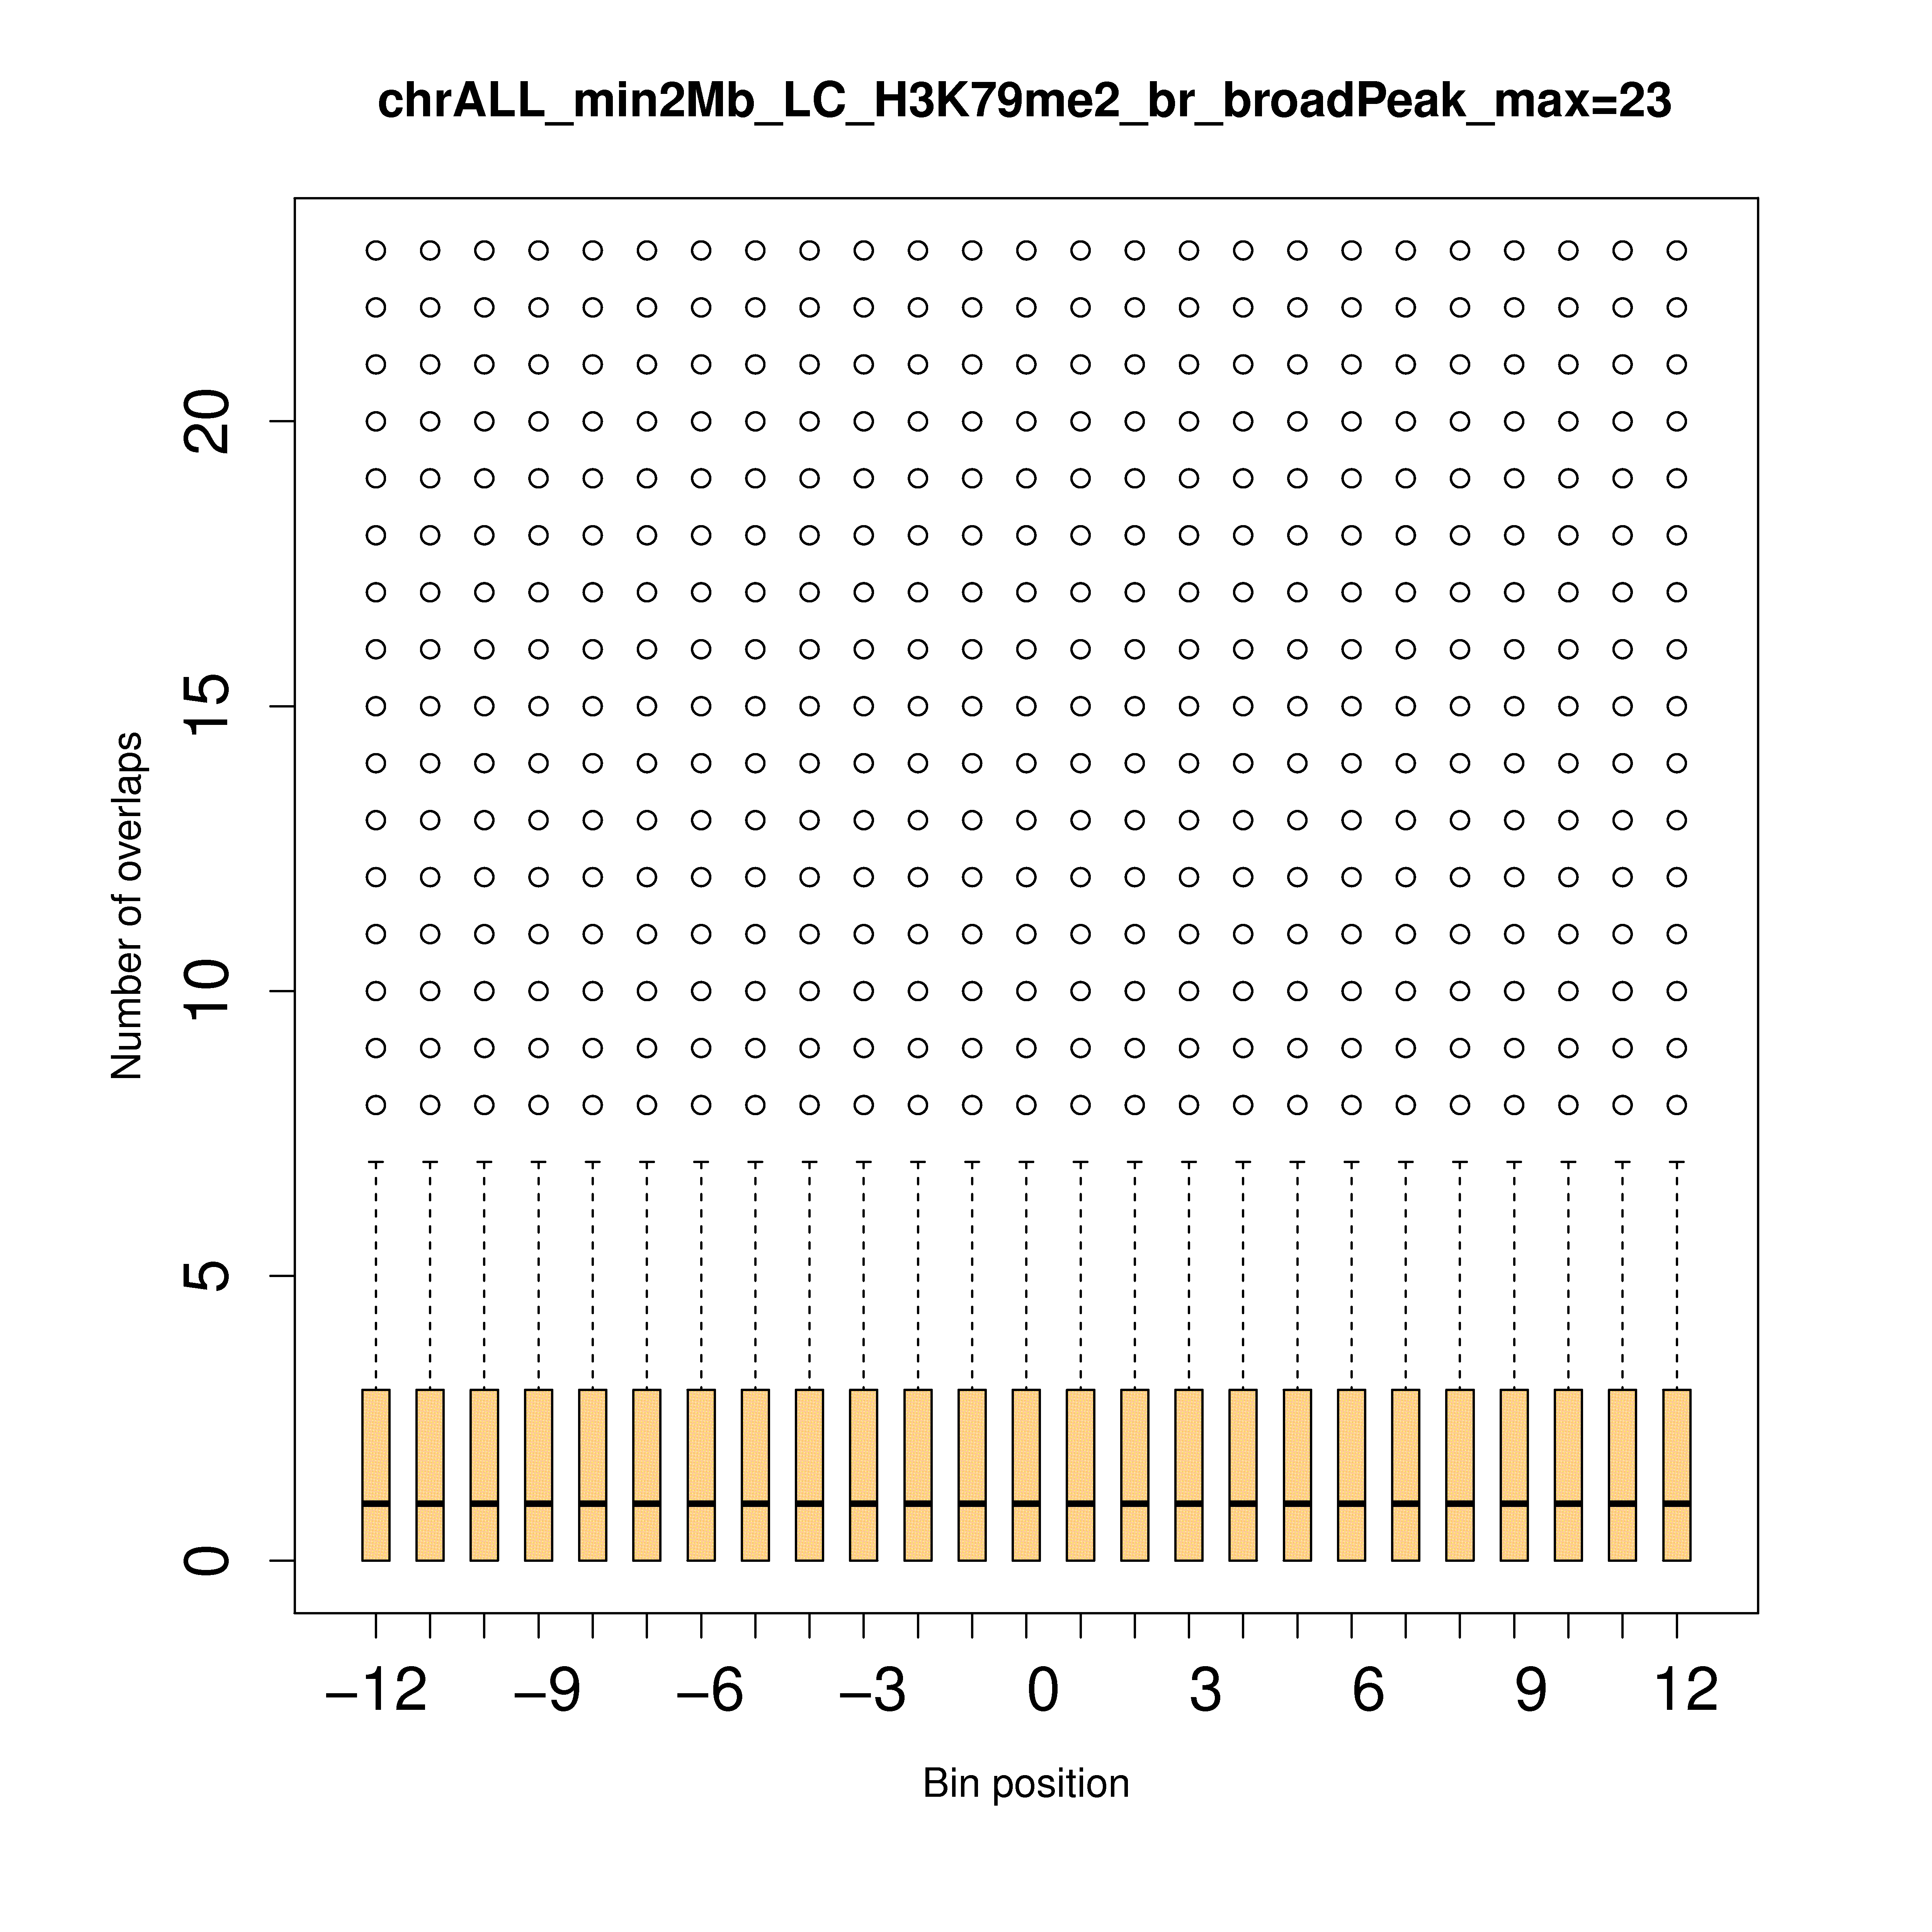 chrALL_min2Mb_LC_H3K79me2_br_broadPeak_max=23
20
15
10
5
0
Number of overlaps
−12 −9 −6 −3 0 3 6 9 12
Bin position